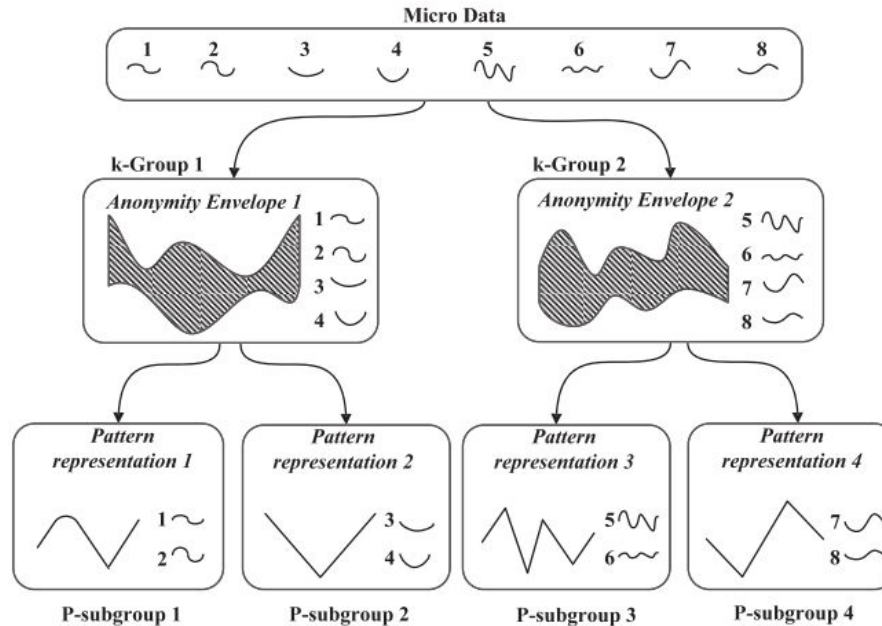 Micro Data
1 2 3 4 5 6 7 8
k-Group 1
k-Group 2
Anonymity Envelope 1
1
2
3
4
Anonymity Envelope 2
5
6
7
8
Pattern
representation 1
1
2
Pattern
representation 2
3
4
Pattern
representation 3
5
6
Pattern
representation 4
7
8
P-subgroup 1
P-subgroup 2
P-subgroup 3
P-subgroup 4